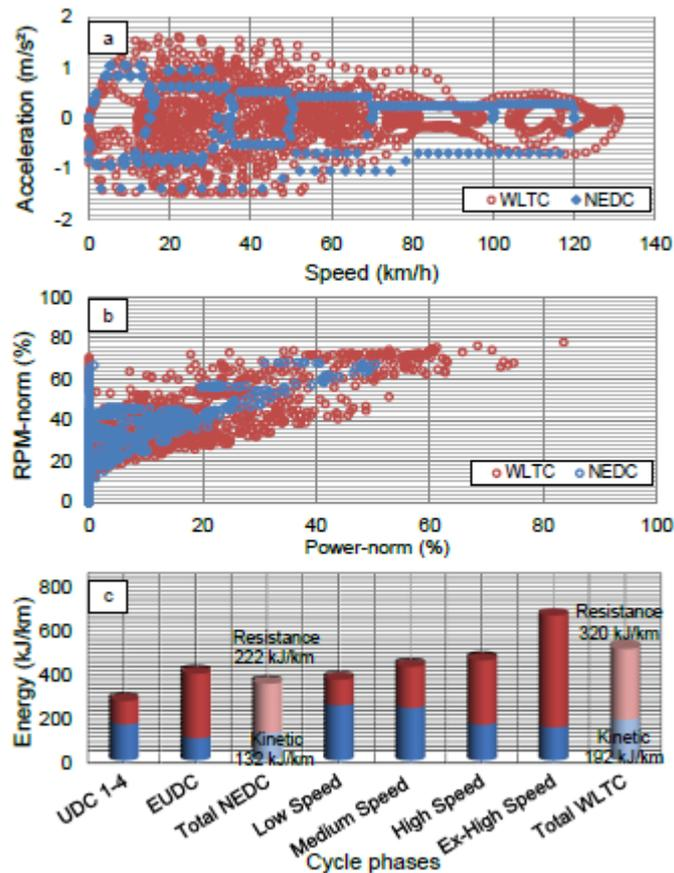 a
Acceleration (m/s²)
2
1
0
-1
-2
WLTC NEDC
0 20 40 60 80 100 120 140
Speed (km/h)
b
RPM-norm (%)
100
80
60
40
20
0
WLTC NEDC
0 20 40 60 80 100
Power-norm (%)
c
Energy (kJ/km)
800
600
400
200
0
Resistance
222 kJ/km
Kinetic
132 kJ/km
Resistance
320 kJ/km
Kinetic
192 kJ/km
UDC 1-4
EUDC
Total NEDC
Low Speed
Medium Speed
High Speed
Ex-High Speed
Total WLTC
Cycle phases